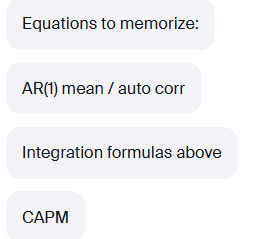 Equations to memorize:
AR(1) mean / auto corr
Integration formulas above
CAPM